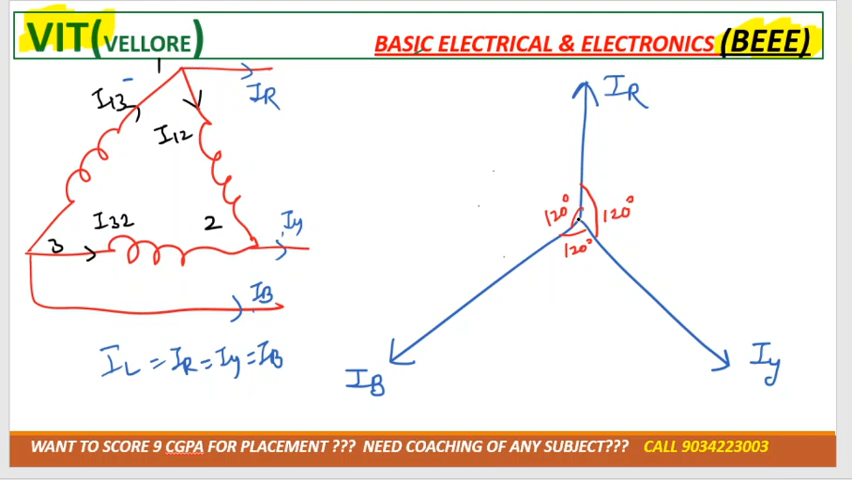 VIT(VELLORE)
BASIC ELECTRICAL & ELECTRONICS (BEEE)
1
I13
IR
I12
I32
2
Iy
3
IB
IL = IR = Iy = IB
IR
120°
120°
120°
IB
Iy
WANT TO SCORE 9 CGPA FOR PLACEMENT ??? NEED COACHING OF ANY SUBJECT??? CALL 9034223003